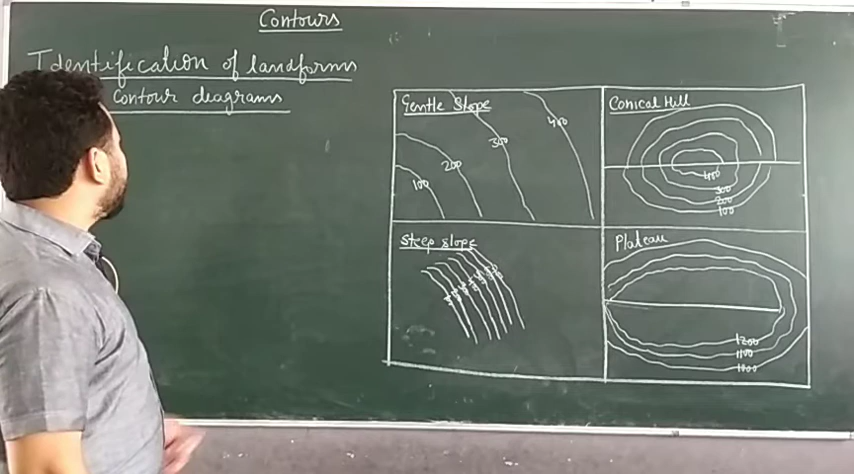 Contours
Identification of landforms
Contour diagrams
Gentle Slope
100
200
300
400
Conical Hill
400
300
200
100
Steep slope
Plateau
1200
1100
1000